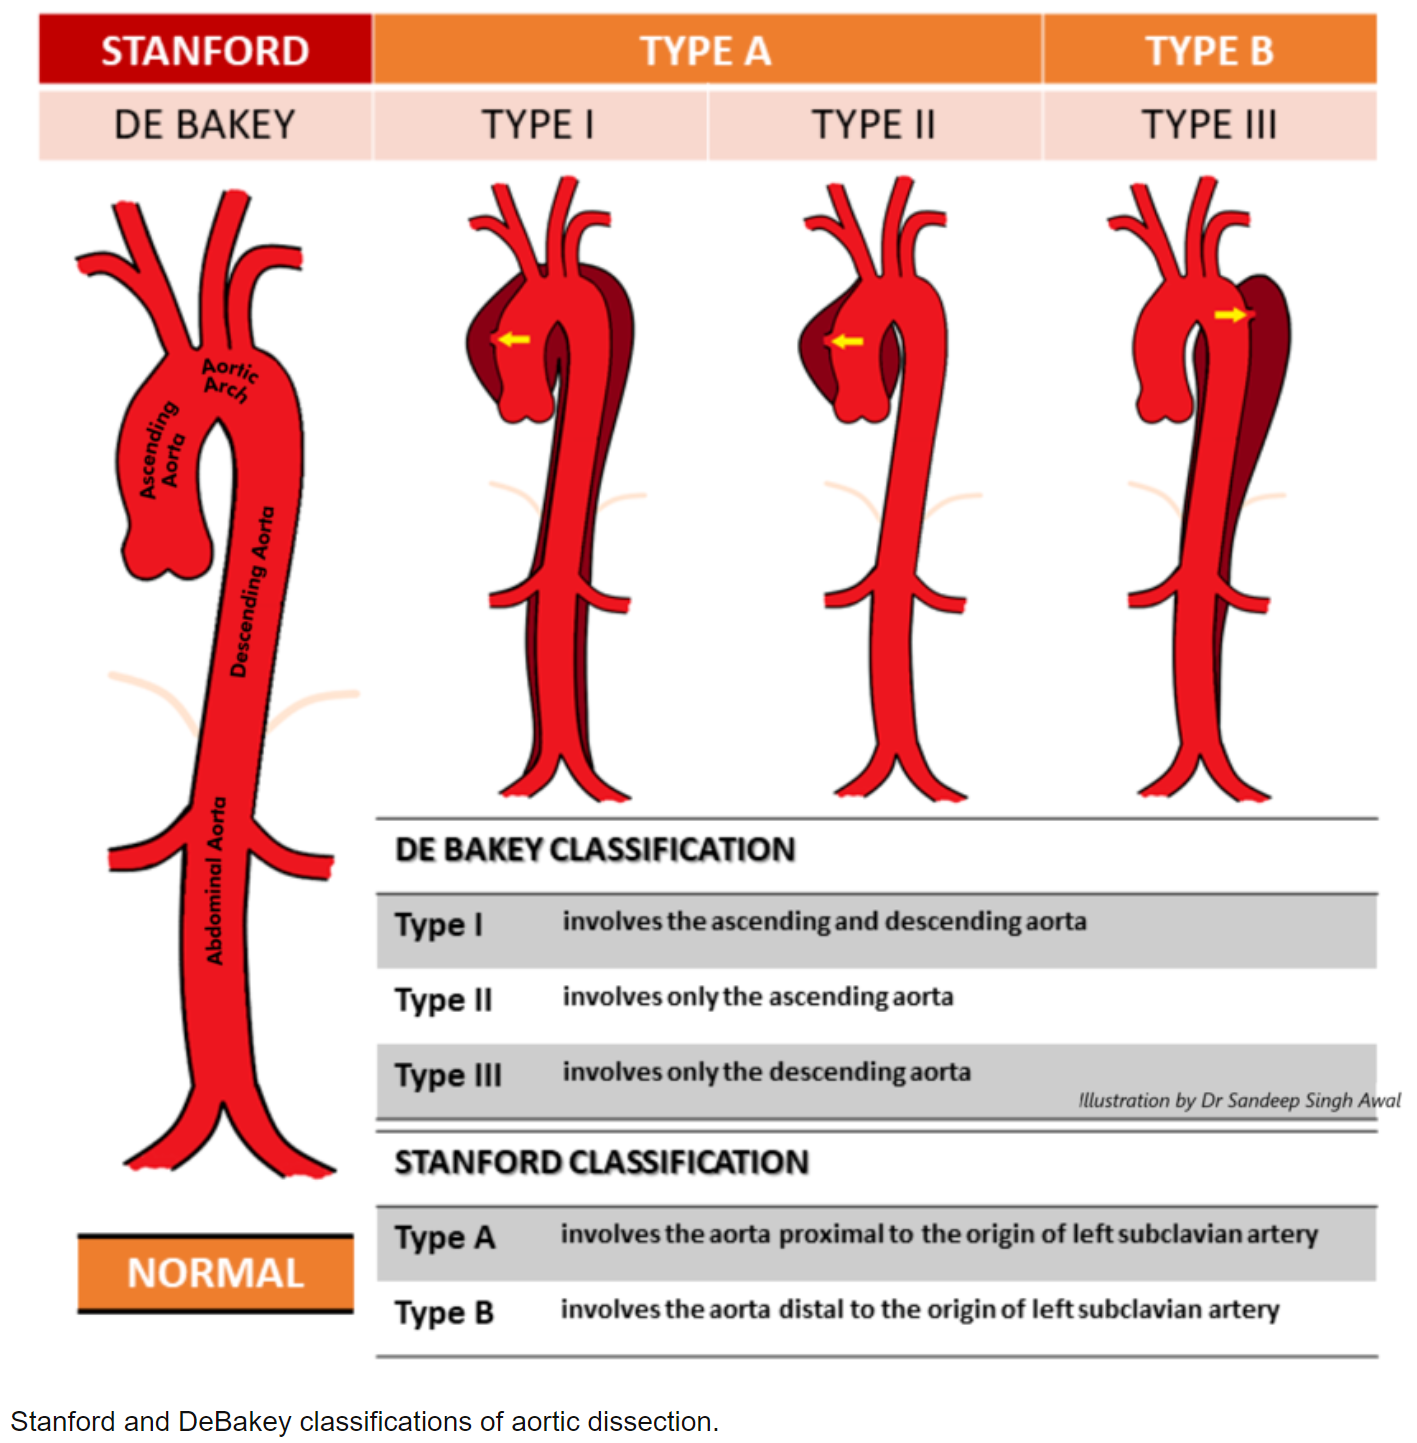 STANFORD TYPE A TYPE B
DE BAKEY TYPE I TYPE II TYPE III
Aortic
Arch
Ascending
Aorta
Descending Aorta
Abdominal Aorta
NORMAL
DE BAKEY CLASSIFICATION
Type I involves the ascending and descending aorta
Type II involves only the ascending aorta
Type III involves only the descending aorta
Illustration by Dr Sandeep Singh Awal
STANFORD CLASSIFICATION
Type A involves the aorta proximal to the origin of left subclavian artery
Type B involves the aorta distal to the origin of left subclavian artery
Stanford and DeBakey classifications of aortic dissection.